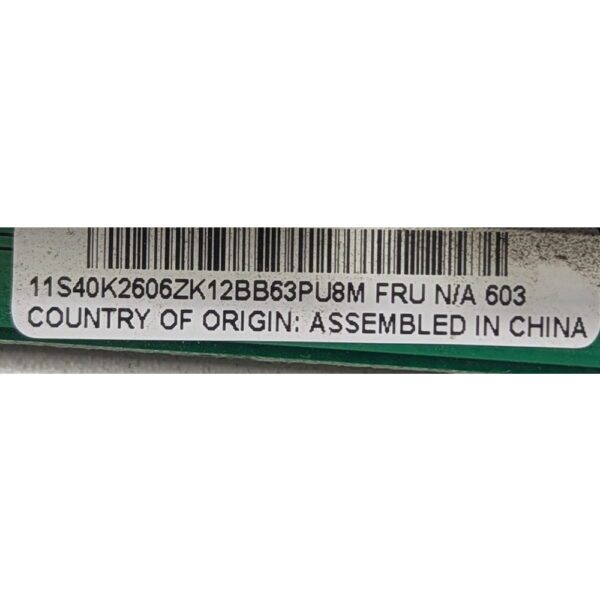 11S40K2606ZK12BB63PU8M FRU N/A 603
COUNTRY OF ORIGIN: ASSEMBLED IN CHINA